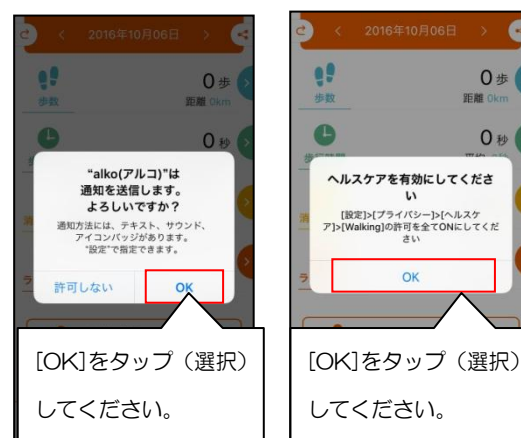 < 2016年10月06日 >
0 歩
歩数
距離 0km
0 秒
“alko(アルコ)”は
通知を送信します。
よろしいですか？
通知方法には、テキスト、サウンド、
アイコンバッジがあります。
“設定”で指定できます。
許可しない
OK
[OK]をタップ（選択）
してください。
< 2016年10月06日 >
0 歩
歩数
距離 0km
0 秒
ヘルスケアを有効にしてくださ
い
[設定]>[プライバシー]>[ヘルスケ
ア]>[Walking]の許可を全てONにしてくだ
さい
OK
[OK]をタップ（選択）
してください。